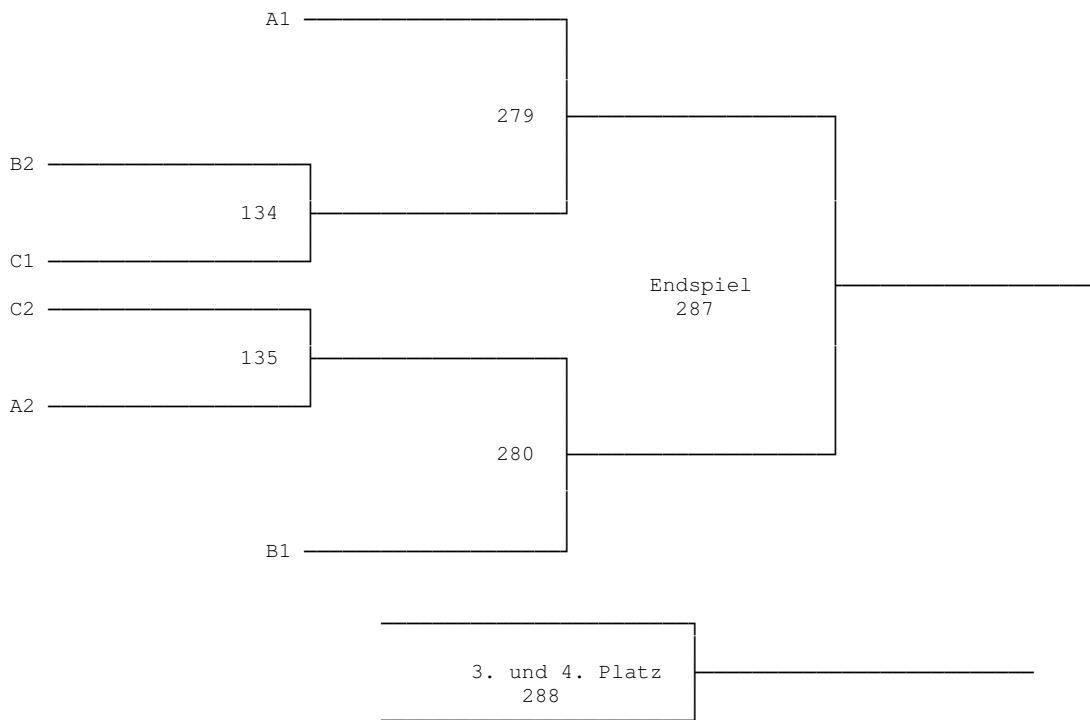 A1
279
B2
134
C1
Endspiel
287
C2
135
A2
280
B1
3. und 4. Platz
288